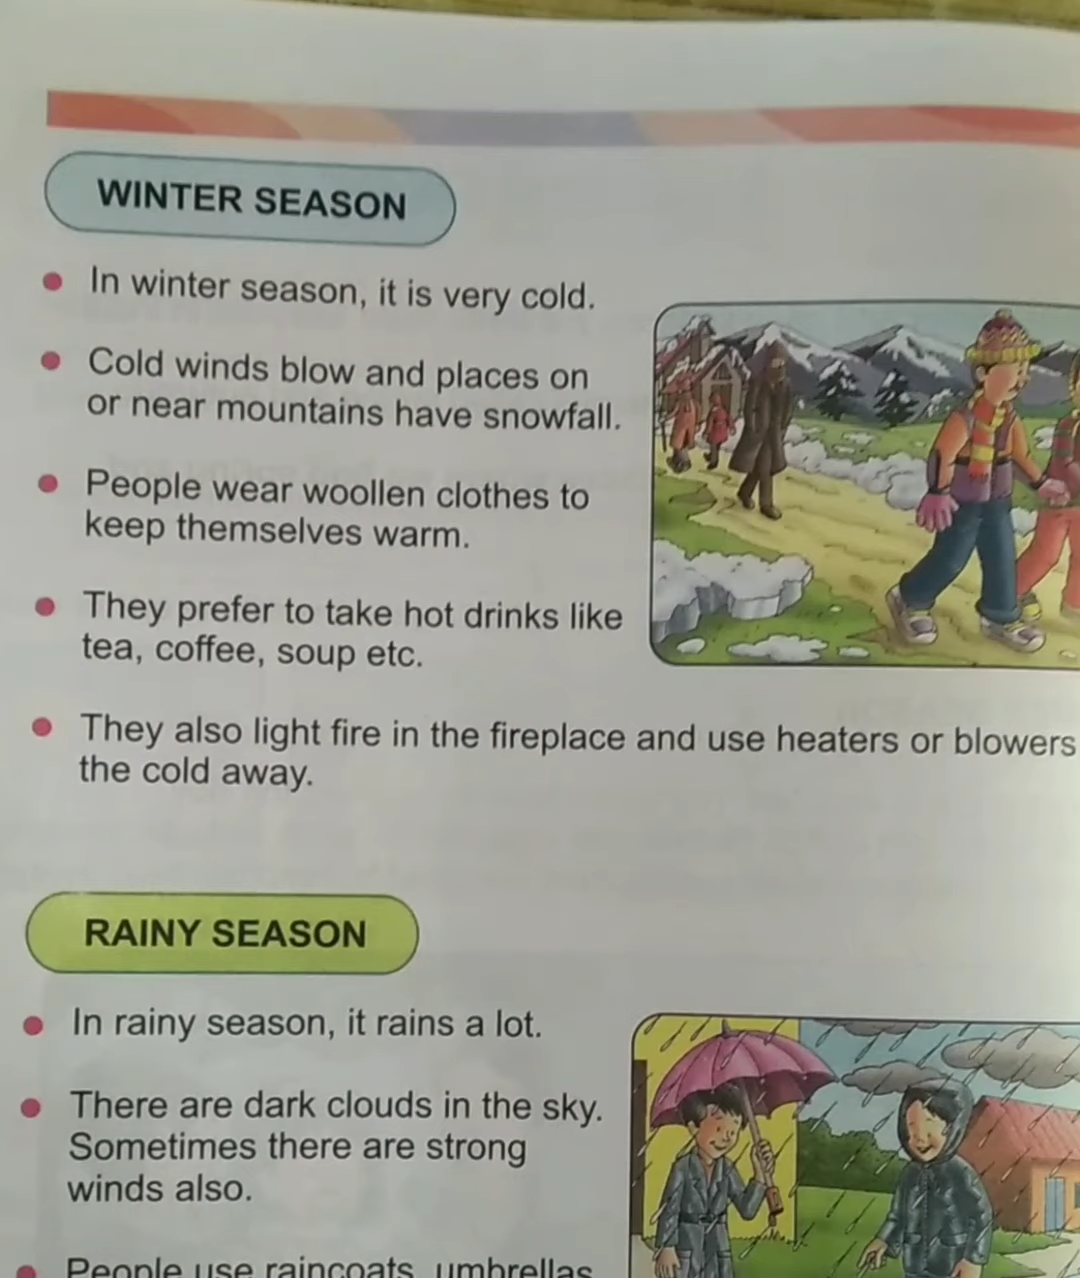 WINTER SEASON
In winter season, it is very cold.
Cold winds blow and places on
or near mountains have snowfall.
People wear woollen clothes to
keep themselves warm.
They prefer to take hot drinks like
tea, coffee, soup etc.
They also light fire in the fireplace and use heaters or blowers
the cold away.
RAINY SEASON
In rainy season, it rains a lot.
There are dark clouds in the sky.
Sometimes there are strong
winds also.
People use raincoats, umbrellas